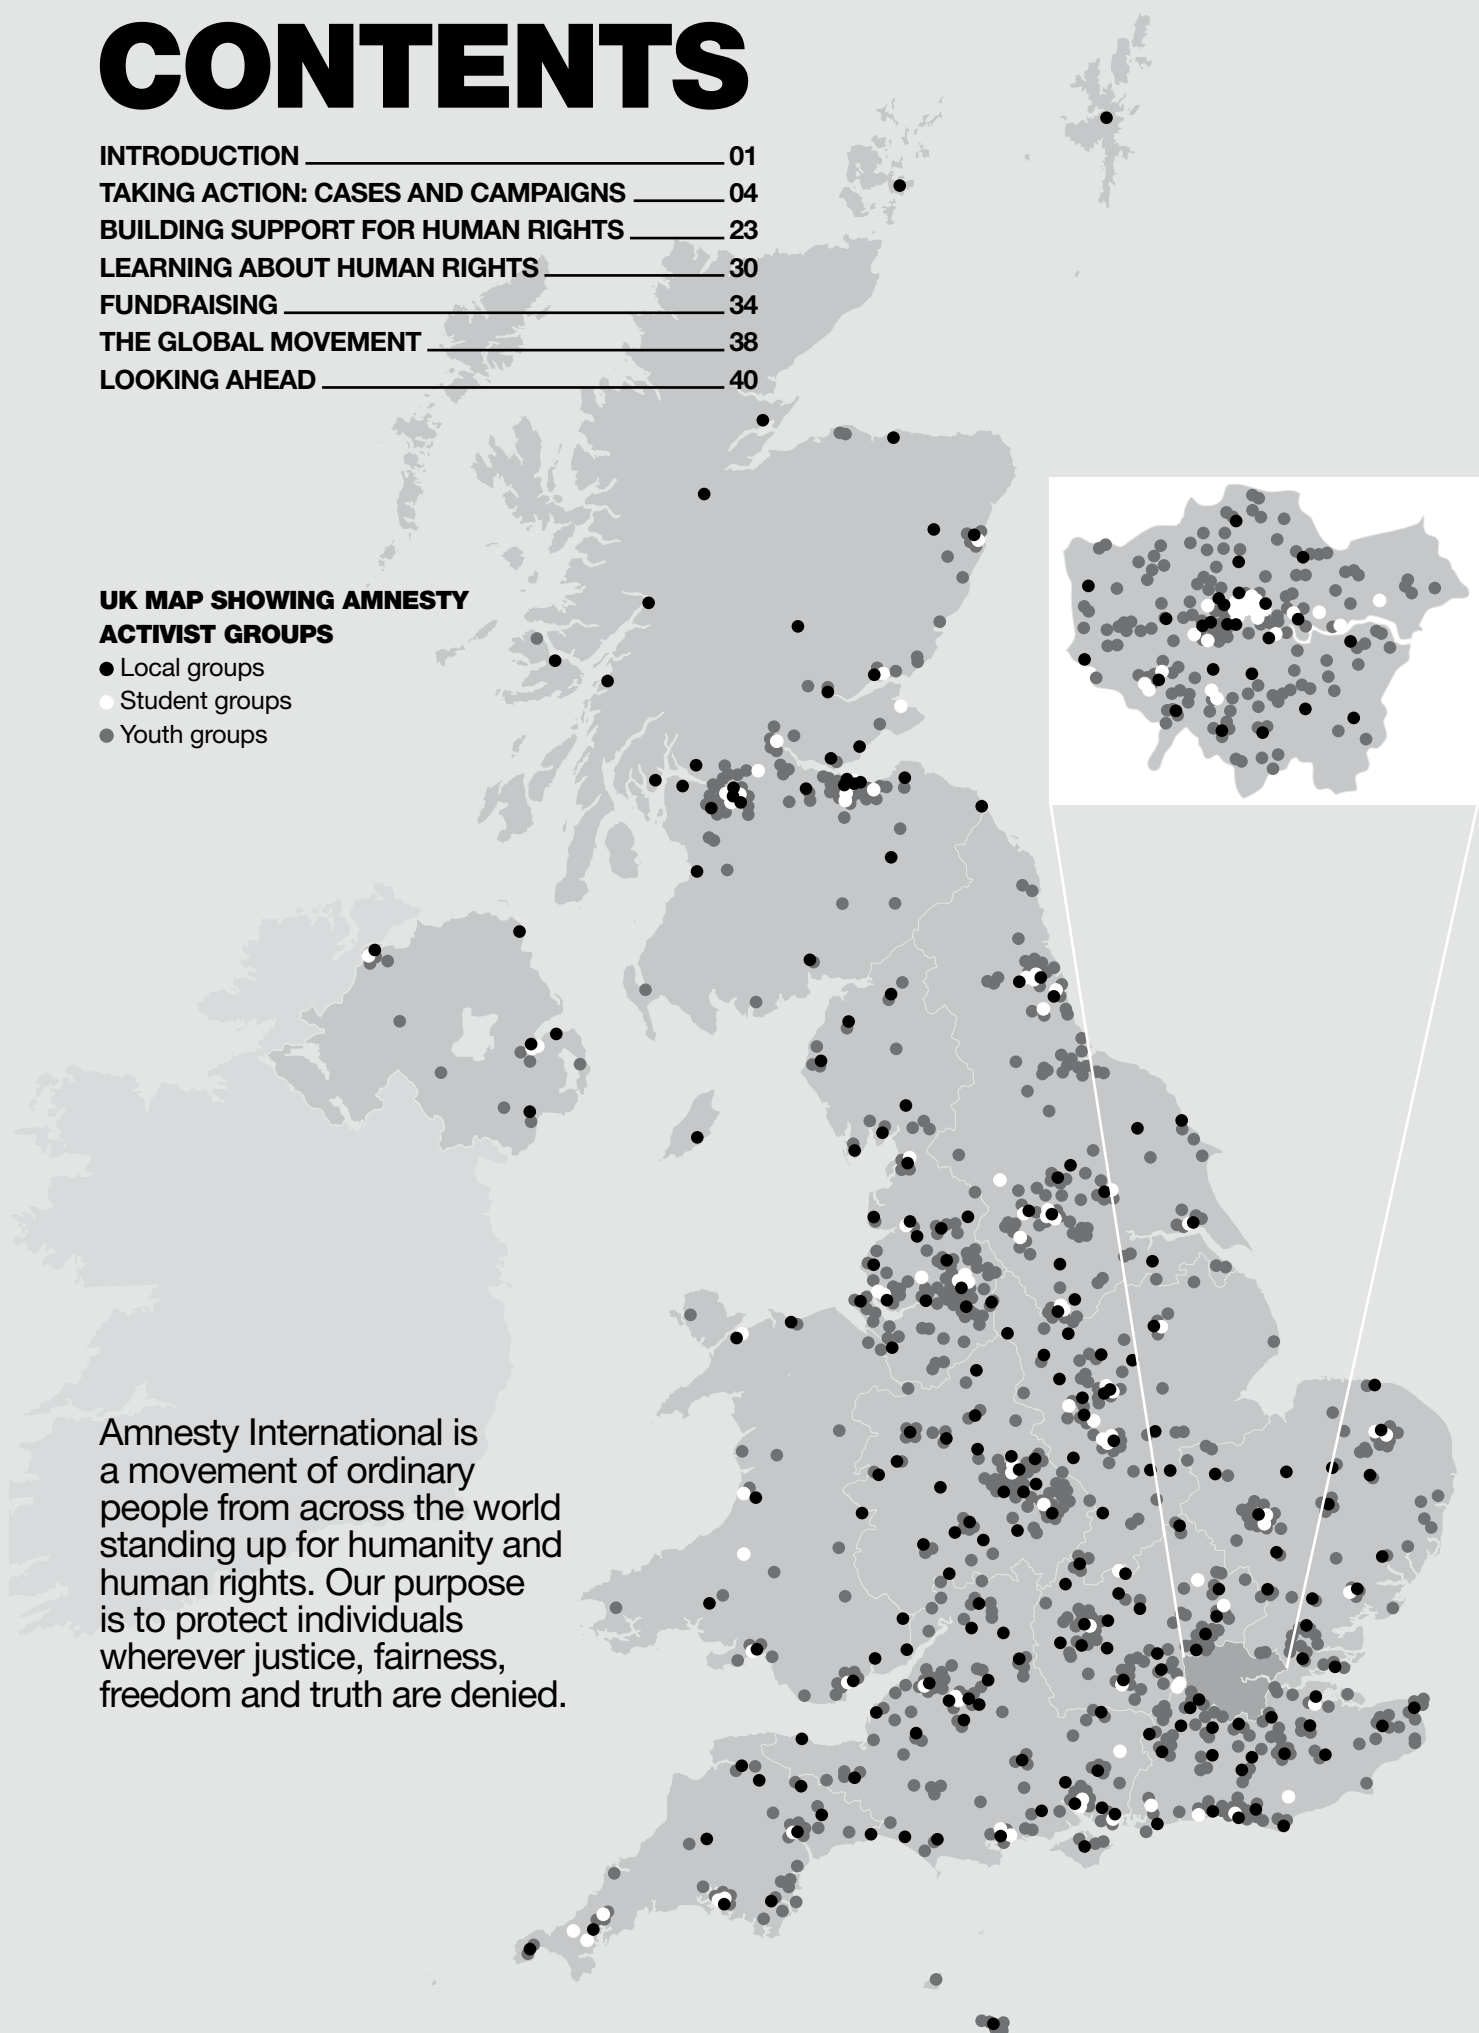 CONTENTS
INTRODUCTION 01
TAKING ACTION: CASES AND CAMPAIGNS 04
BUILDING SUPPORT FOR HUMAN RIGHTS 23
LEARNING ABOUT HUMAN RIGHTS 30
FUNDRAISING 34
THE GLOBAL MOVEMENT 38
LOOKING AHEAD 40
UK MAP SHOWING AMNESTY
ACTIVIST GROUPS
Local groups
Student groups
Youth groups
Amnesty International is
a movement of ordinary
people from across the world
standing up for humanity and
human rights. Our purpose
is to protect individuals
wherever justice, fairness,
freedom and truth are denied.